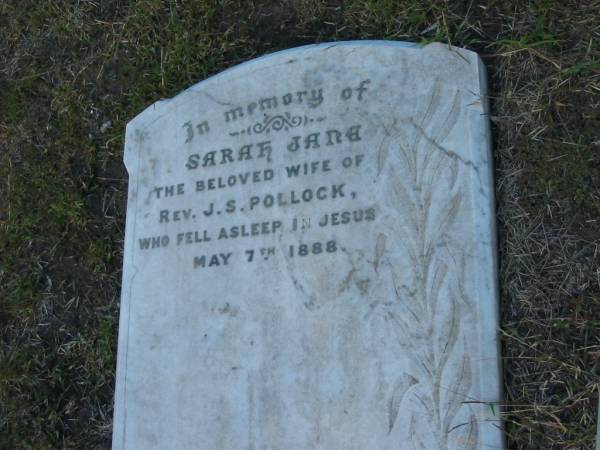 In memory of
SARAH JANE
THE BELOVED WIFE OF
REV. J. S. POLLOCK,
WHO FELL ASLEEP IN JESUS
MAY 7TH 1888.